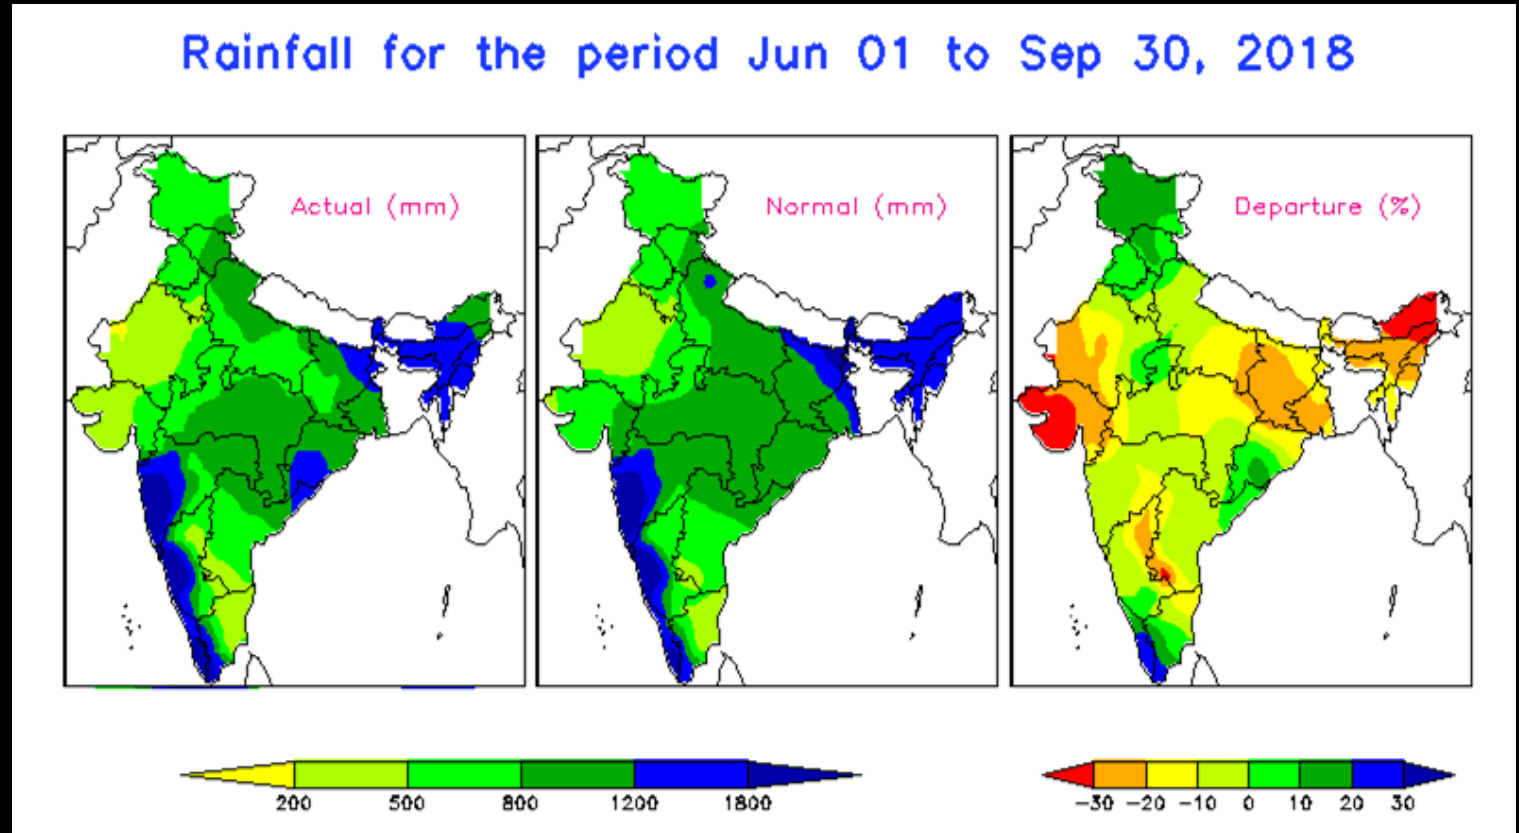 Rainfall for the period Jun 01 to Sep 30, 2018
Actual (mm)
Normal (mm)
Departure (%)
200 500 800 1200 1800
-30 -20 -10 0 10 20 30